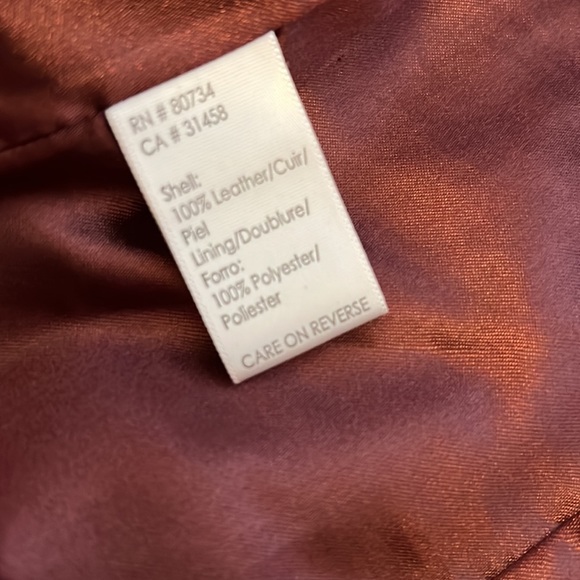 RN # 80734
CA # 31458
Shell:
100% Leather/Cuir/
Piel
Lining/Doublure/
Forro:
100% Polyester/
Poliester
CARE ON REVERSE